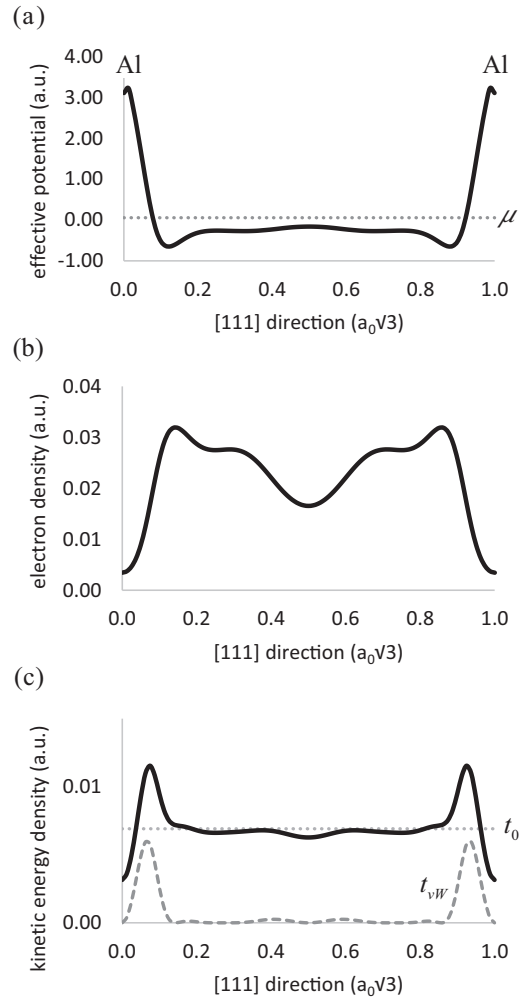 (a)
effective potential (a.u.)
4.00
3.00
2.00
1.00
0.00
-1.00
Al
Al
μ
0.0 0.2 0.4 0.6 0.8 1.0
[111] direction (a₀√3)
(b)
electron density (a.u.)
0.04
0.03
0.02
0.01
0.00
0.0 0.2 0.4 0.6 0.8 1.0
[111] direction (a₀√3)
(c)
kinetic energy density (a.u.)
0.01
0.00
t₀
t_vW
0.0 0.2 0.4 0.6 0.8 1.0
[111] direction (a₀√3)